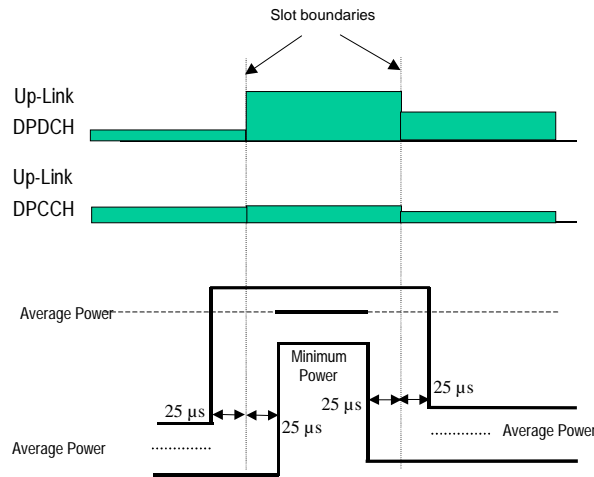 Slot boundaries
Up-Link
DPDCH
Up-Link
DPCCH
Average Power
Minimum
Power
25 µs
25 µs
25 µs
25 µs
Average Power
Average Power